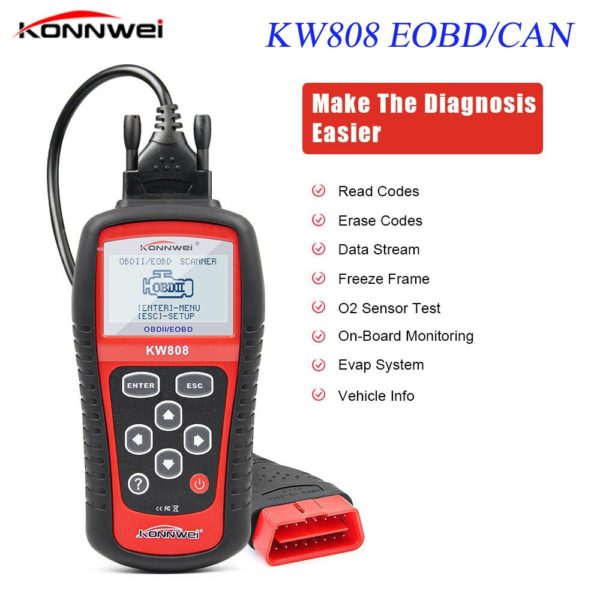 KONNWEI
KW808 EOBD/CAN
Make The Diagnosis
Easier
Read Codes
Erase Codes
Data Stream
Freeze Frame
O2 Sensor Test
On-Board Monitoring
Evap System
Vehicle Info
KONNWEI®
OBDII/EOBD SCANNER
OBDII
[ENTER]-MENU
[ESC]-SETUP
OBDII/EOBD
KW808
ENTER
ESC
?
CE FC
KONNWEI®